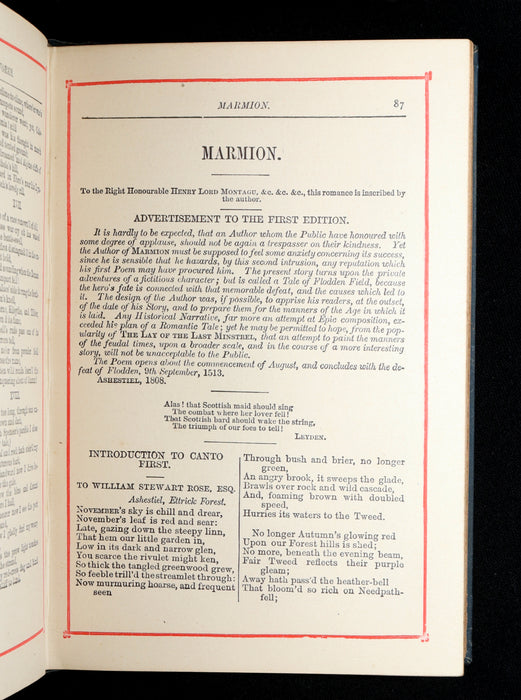 MARMION.
87
MARMION.
To the Right Honourable HENRY LORD MONTAGU, &c. &c. &c., this romance is inscribed by
the author.
ADVERTISEMENT TO THE FIRST EDITION.
It is hardly to be expected, that an Author whom the Public have honoured with
some degree of applause, should not be again a trespasser on their kindness. Yet
the Author of MARMION must be supposed to feel some anxiety concerning its success,
since he is sensible that he hazards, by this second intrusion, any reputation which
his first Poem may have procured him. The present story turns upon the private
adventures of a fictitious character; but is called a Tale of Flodden Field, because
the hero's fate is connected with that memorable defeat, and the causes which led to
it. The design of the Author was, if possible, to apprise his readers, at the outset,
of the date of his Story, and to prepare them for the manners of the Age in which it
is laid. Any Historical Narrative, far more an attempt at Epic composition, ex-
ceeded his plan of a Romantic Tale; yet he may be permitted to hope, from the pop-
ularity of THE LAY OF THE LAST MINSTREL, that an attempt to paint the manners
of the feudal times, upon a broader scale, and in the course of a more interesting
story, will not be unacceptable to the Public.
The Poem opens about the commencement of August, and concludes with the de-
feat of Flodden, 9th September, 1513.
ASHESTIEL, 1808.
Alas! that Scottish maid should sing
The combat where her lover fell!
That Scottish bard should wake the string,
The triumph of our foes to tell!
LEYDEN.
INTRODUCTION TO CANTO
FIRST.
TO WILLIAM STEWART ROSE, ESQ.
Ashestiel, Ettrick Forest.
NOVEMBER'S sky is chill and drear,
November's leaf is red and sear:
Late, gazing down the steepy linn,
That hem our little garden in,
Low in its dark and narrow glen,
You scarce the rivulet might ken,
So thick the tangled greenwood grew,
So feeble trill'd the streamlet through:
Now murmuring hoarse, and frequent
seen
Through bush and brier, no longer
green,
An angry brook, it sweeps the glade,
Brawls over rock and wild cascade,
And, foaming brown with doubled
speed,
Hurries its waters to the Tweed.
No longer Autumn's glowing red
Upon our Forest hills is shed;
No more, beneath the evening beam,
Fair Tweed reflects their purple
gleam;
Away hath pass'd the heather-bell
That bloom'd so rich on Needpath-
fell;